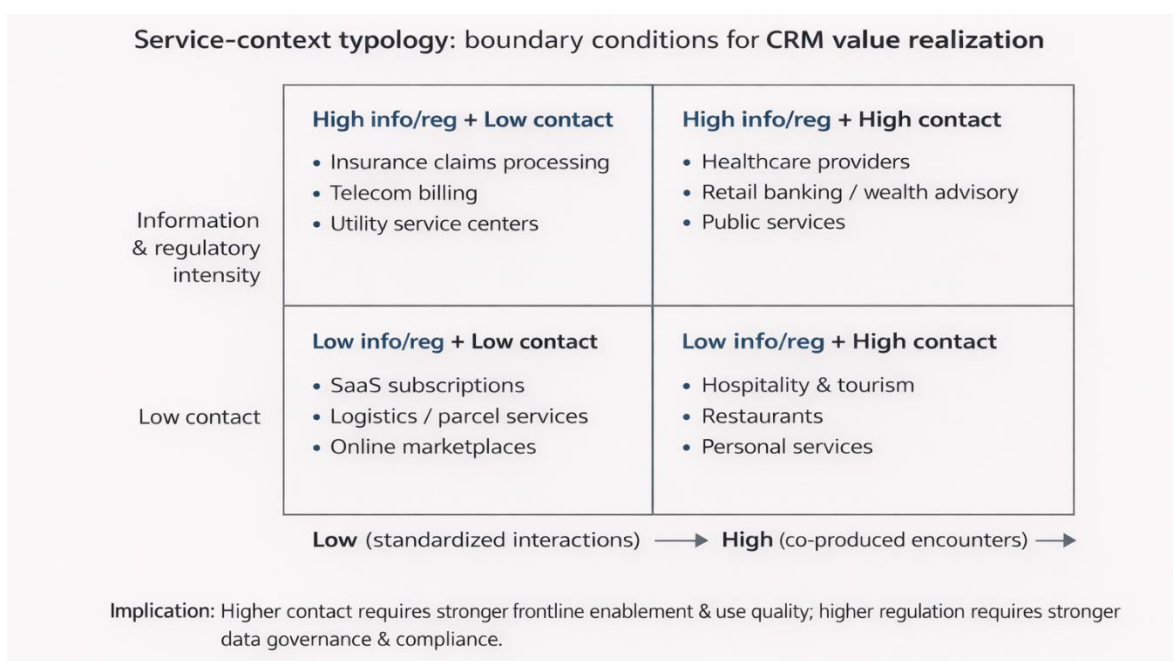 Service-context typology: boundary conditions for CRM value realization
High info/reg + Low contact
• Insurance claims processing
• Telecom billing
• Utility service centers
High info/reg + High contact
• Healthcare providers
• Retail banking / wealth advisory
• Public services
Information
& regulatory
intensity
Low info/reg + Low contact
• SaaS subscriptions
• Logistics / parcel services
• Online marketplaces
Low info/reg + High contact
• Hospitality & tourism
• Restaurants
• Personal services
Low contact
Low (standardized interactions) → High (co-produced encounters) →
Implication: Higher contact requires stronger frontline enablement & use quality; higher regulation requires stronger
data governance & compliance.